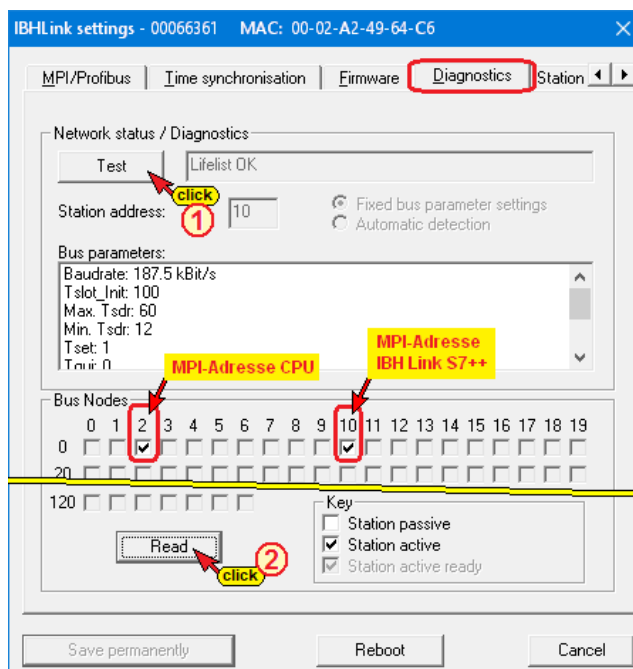 IBHLink settings - 00066361 MAC: 00-02-A2-49-64-C6
MPI/Profibus Time synchronisation Firmware Diagnostics Station
Network status / Diagnostics
Test Lifelist OK
click
1
Station address: 10 Fixed bus parameter settings
Automatic detection
Bus parameters:
Baudrate: 187.5 kBit/s
Tslot_Init: 100
Max. Tsdr: 60
Min. Tsdr: 12
Tset: 1
Tqui: 0
MPI-Adresse CPU
MPI-Adresse
IBH Link S7++
Bus Nodes
0 1 2 3 4 5 6 7 8 9 10 11 12 13 14 15 16 17 18 19
0
20
120
Key
Station passive
Station active
Station active ready
Read
click
2
Save permanently Reboot Cancel